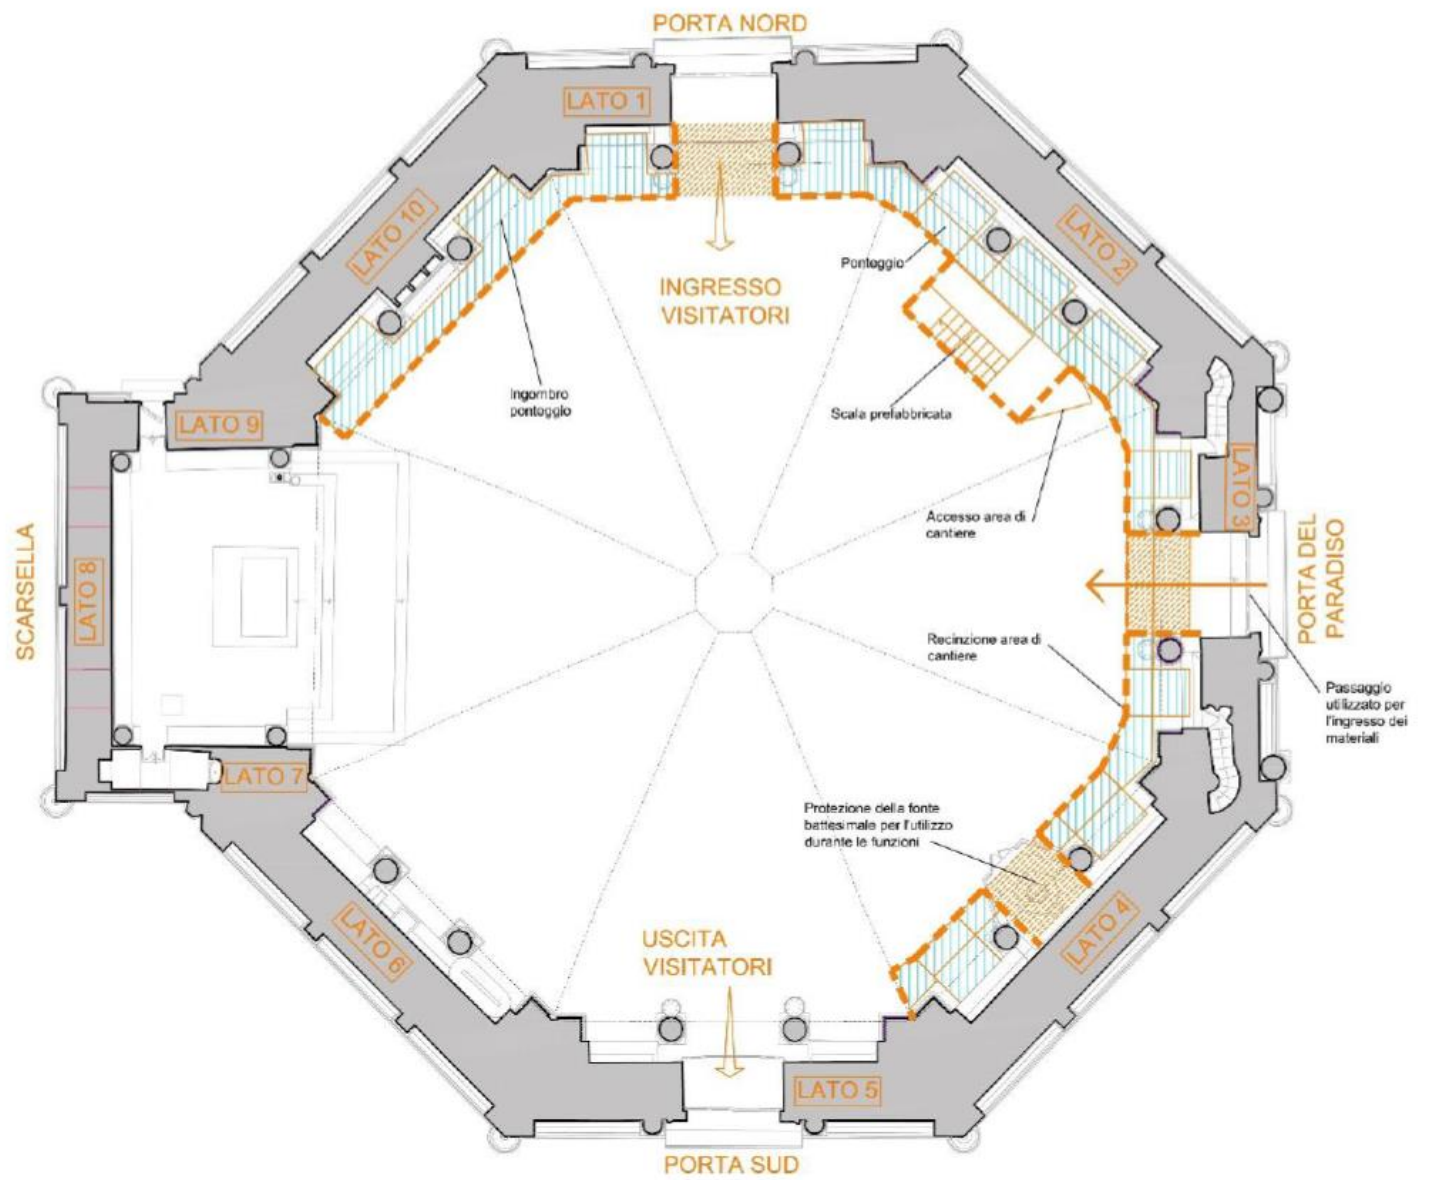 PORTA NORD
LATO 1
LATO 10
LATO 2
Ponteggio
INGRESSO
VISITATORI
Ingombro
ponteggio
Scala prefabbricata
LATO 9
LATO 3
Accesso area di
cantiere
SCARSELLA
LATO 8
PORTA DEL
PARADISO
Recinzione area di
cantiere
Passaggio
utilizzato per
l'ingresso dei
materiali
LATO 7
Protezione della fonte
battesimale per l'utilizzo
durante le funzioni
LATO 6
LATO 4
USCITA
VISITATORI
LATO 5
PORTA SUD